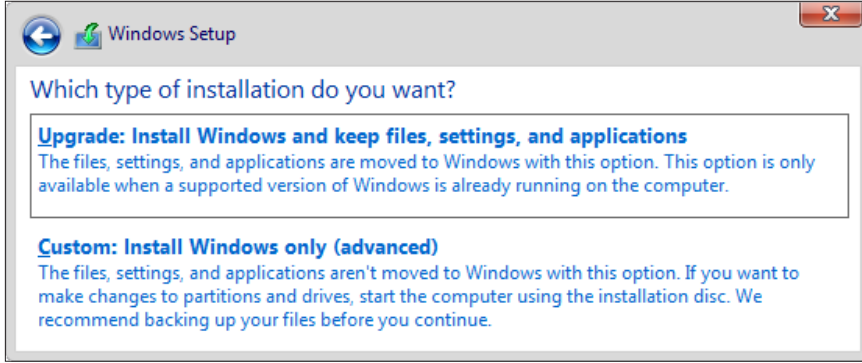 Windows Setup
Which type of installation do you want?
Upgrade: Install Windows and keep files, settings, and applications
The files, settings, and applications are moved to Windows with this option. This option is only
available when a supported version of Windows is already running on the computer.
Custom: Install Windows only (advanced)
The files, settings, and applications aren't moved to Windows with this option. If you want to
make changes to partitions and drives, start the computer using the installation disc. We
recommend backing up your files before you continue.